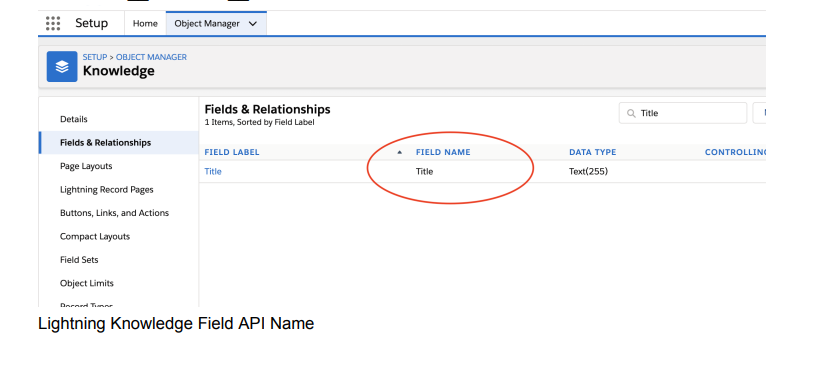 Setup Home Object Manager
SETUP > OBJECT MANAGER
Knowledge
Details
Fields & Relationships
Page Layouts
Lightning Record Pages
Buttons, Links, and Actions
Compact Layouts
Field Sets
Object Limits
Record Types
Fields & Relationships
1 Items, Sorted by Field Label
Title
FIELD LABEL FIELD NAME DATA TYPE CONTROLLING
Title Title Text(255)
Lightning Knowledge Field API Name